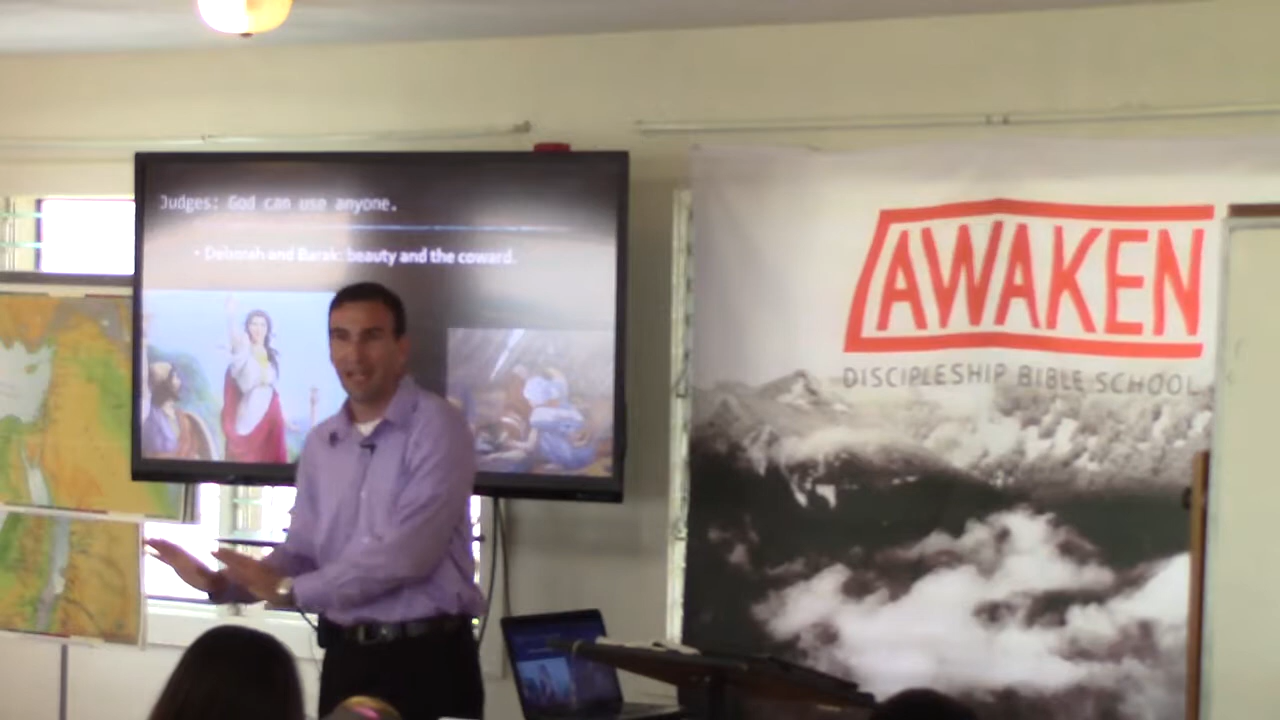 Judges: God can use anyone.
• Deborah and Barak: beauty and the coward.
AWAKEN
DISCIPLESHIP BIBLE SCHOOL